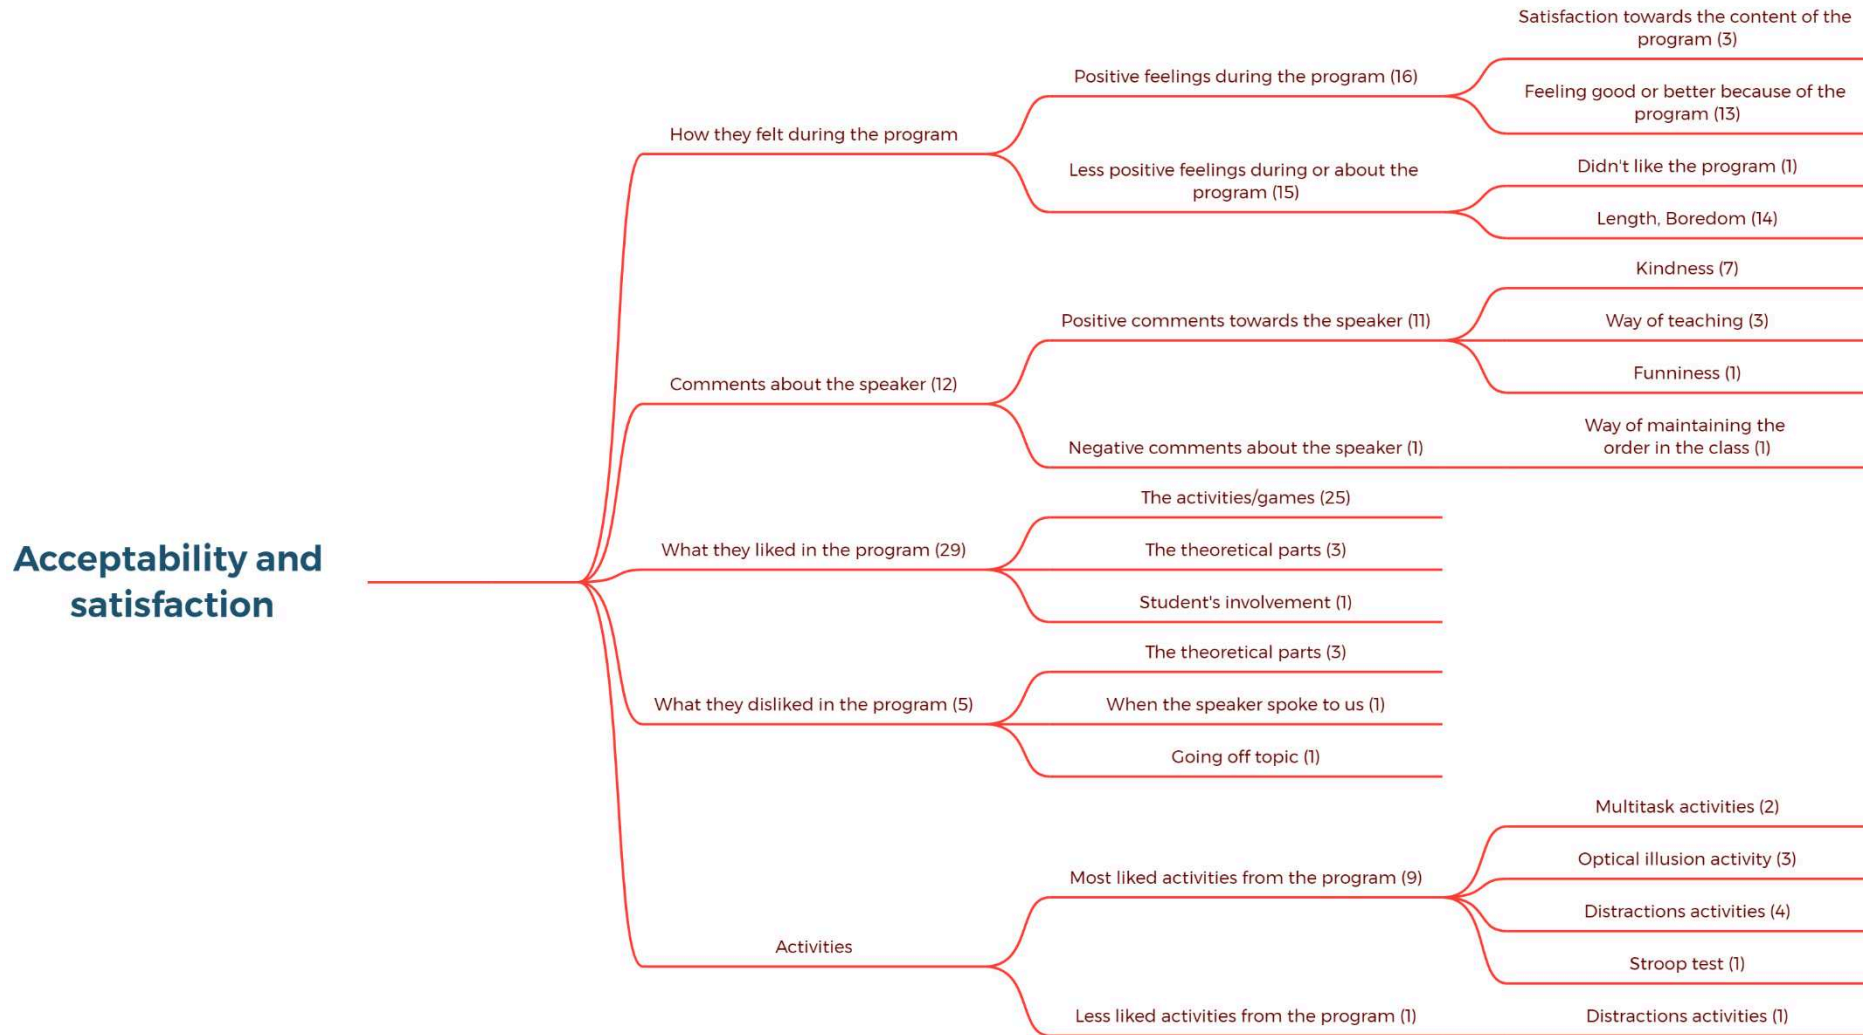 Acceptability and
satisfaction
How they felt during the program
Positive feelings during the program (16)
Satisfaction towards the content of the
program (3)
Feeling good or better because of the
program (13)
Less positive feelings during or about the
program (15)
Didn't like the program (1)
Length, Boredom (14)
Comments about the speaker (12)
Positive comments towards the speaker (11)
Kindness (7)
Way of teaching (3)
Funniness (1)
Negative comments about the speaker (1)
Way of maintaining the
order in the class (1)
What they liked in the program (29)
The activities/games (25)
The theoretical parts (3)
Student's involvement (1)
What they disliked in the program (5)
The theoretical parts (3)
When the speaker spoke to us (1)
Going off topic (1)
Activities
Most liked activities from the program (9)
Multitask activities (2)
Optical illusion activity (3)
Distractions activities (4)
Stroop test (1)
Less liked activities from the program (1)
Distractions activities (1)